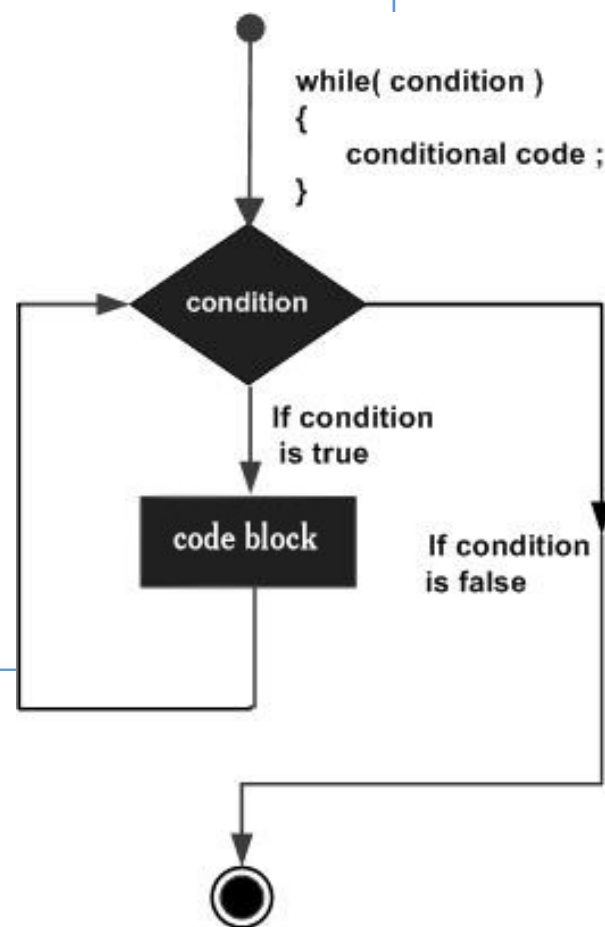 while( condition )
{
conditional code ;
}
condition
If condition
is true
code block
If condition
is false